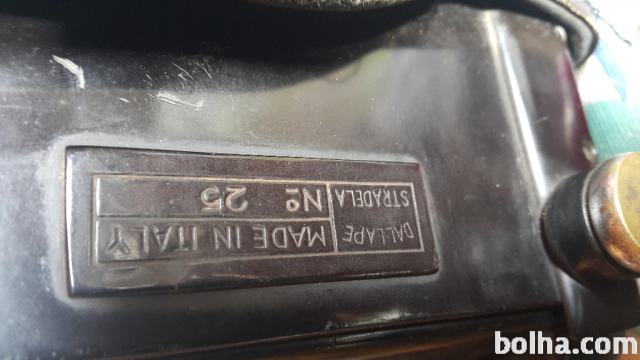 DALLAPE
STRADELA
MADE IN ITALY
Nº 25
bolha.com